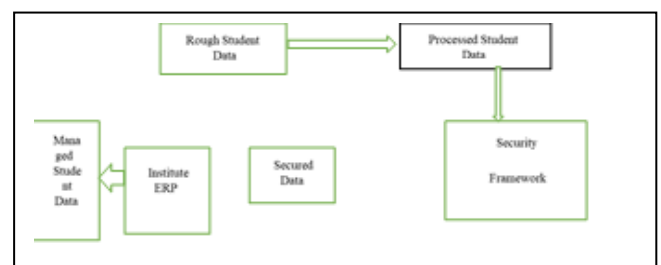 Rough Student
Data
Processed Student
Data
Mana
ged
Stude
nt
Data
Institute
ERP
Secured
Data
Security
Framework